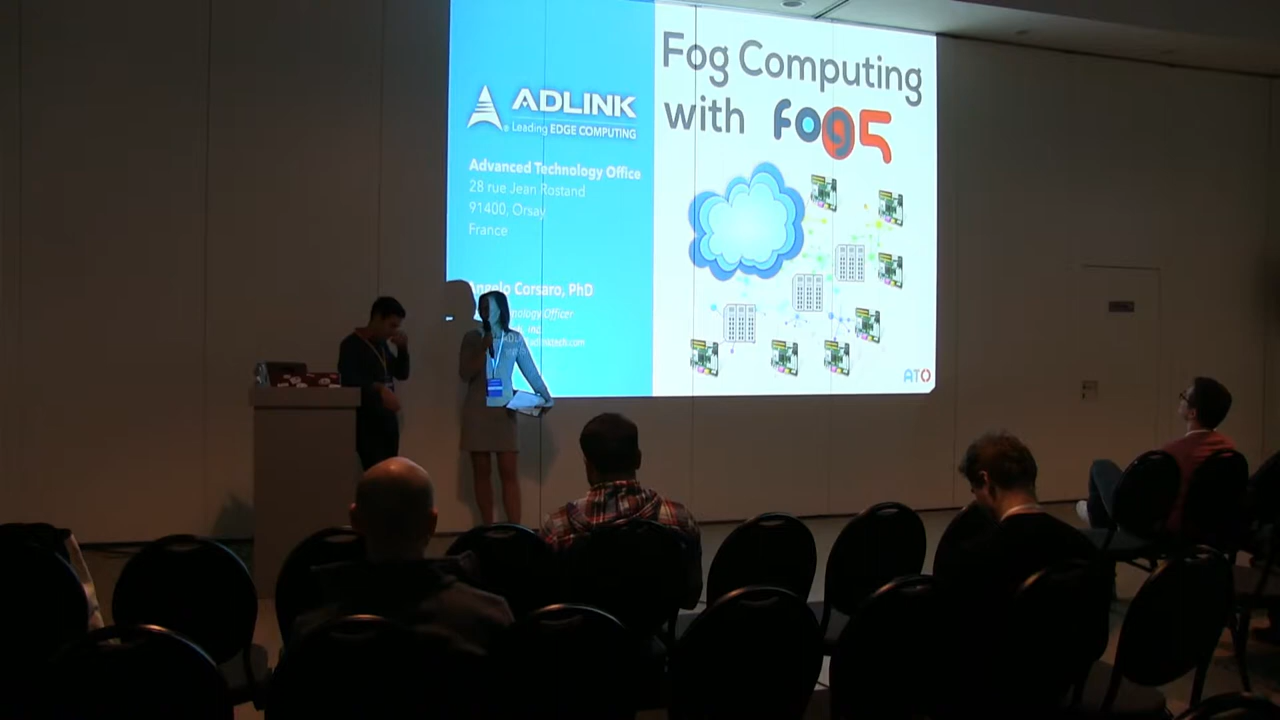 ADLINK
Leading EDGE COMPUTING
Advanced Technology Office
28 rue Jean Rostand
91400, Orsay
France
Angelo Corsaro, PhD
Officer
Fog Computing
with fog05
ATO